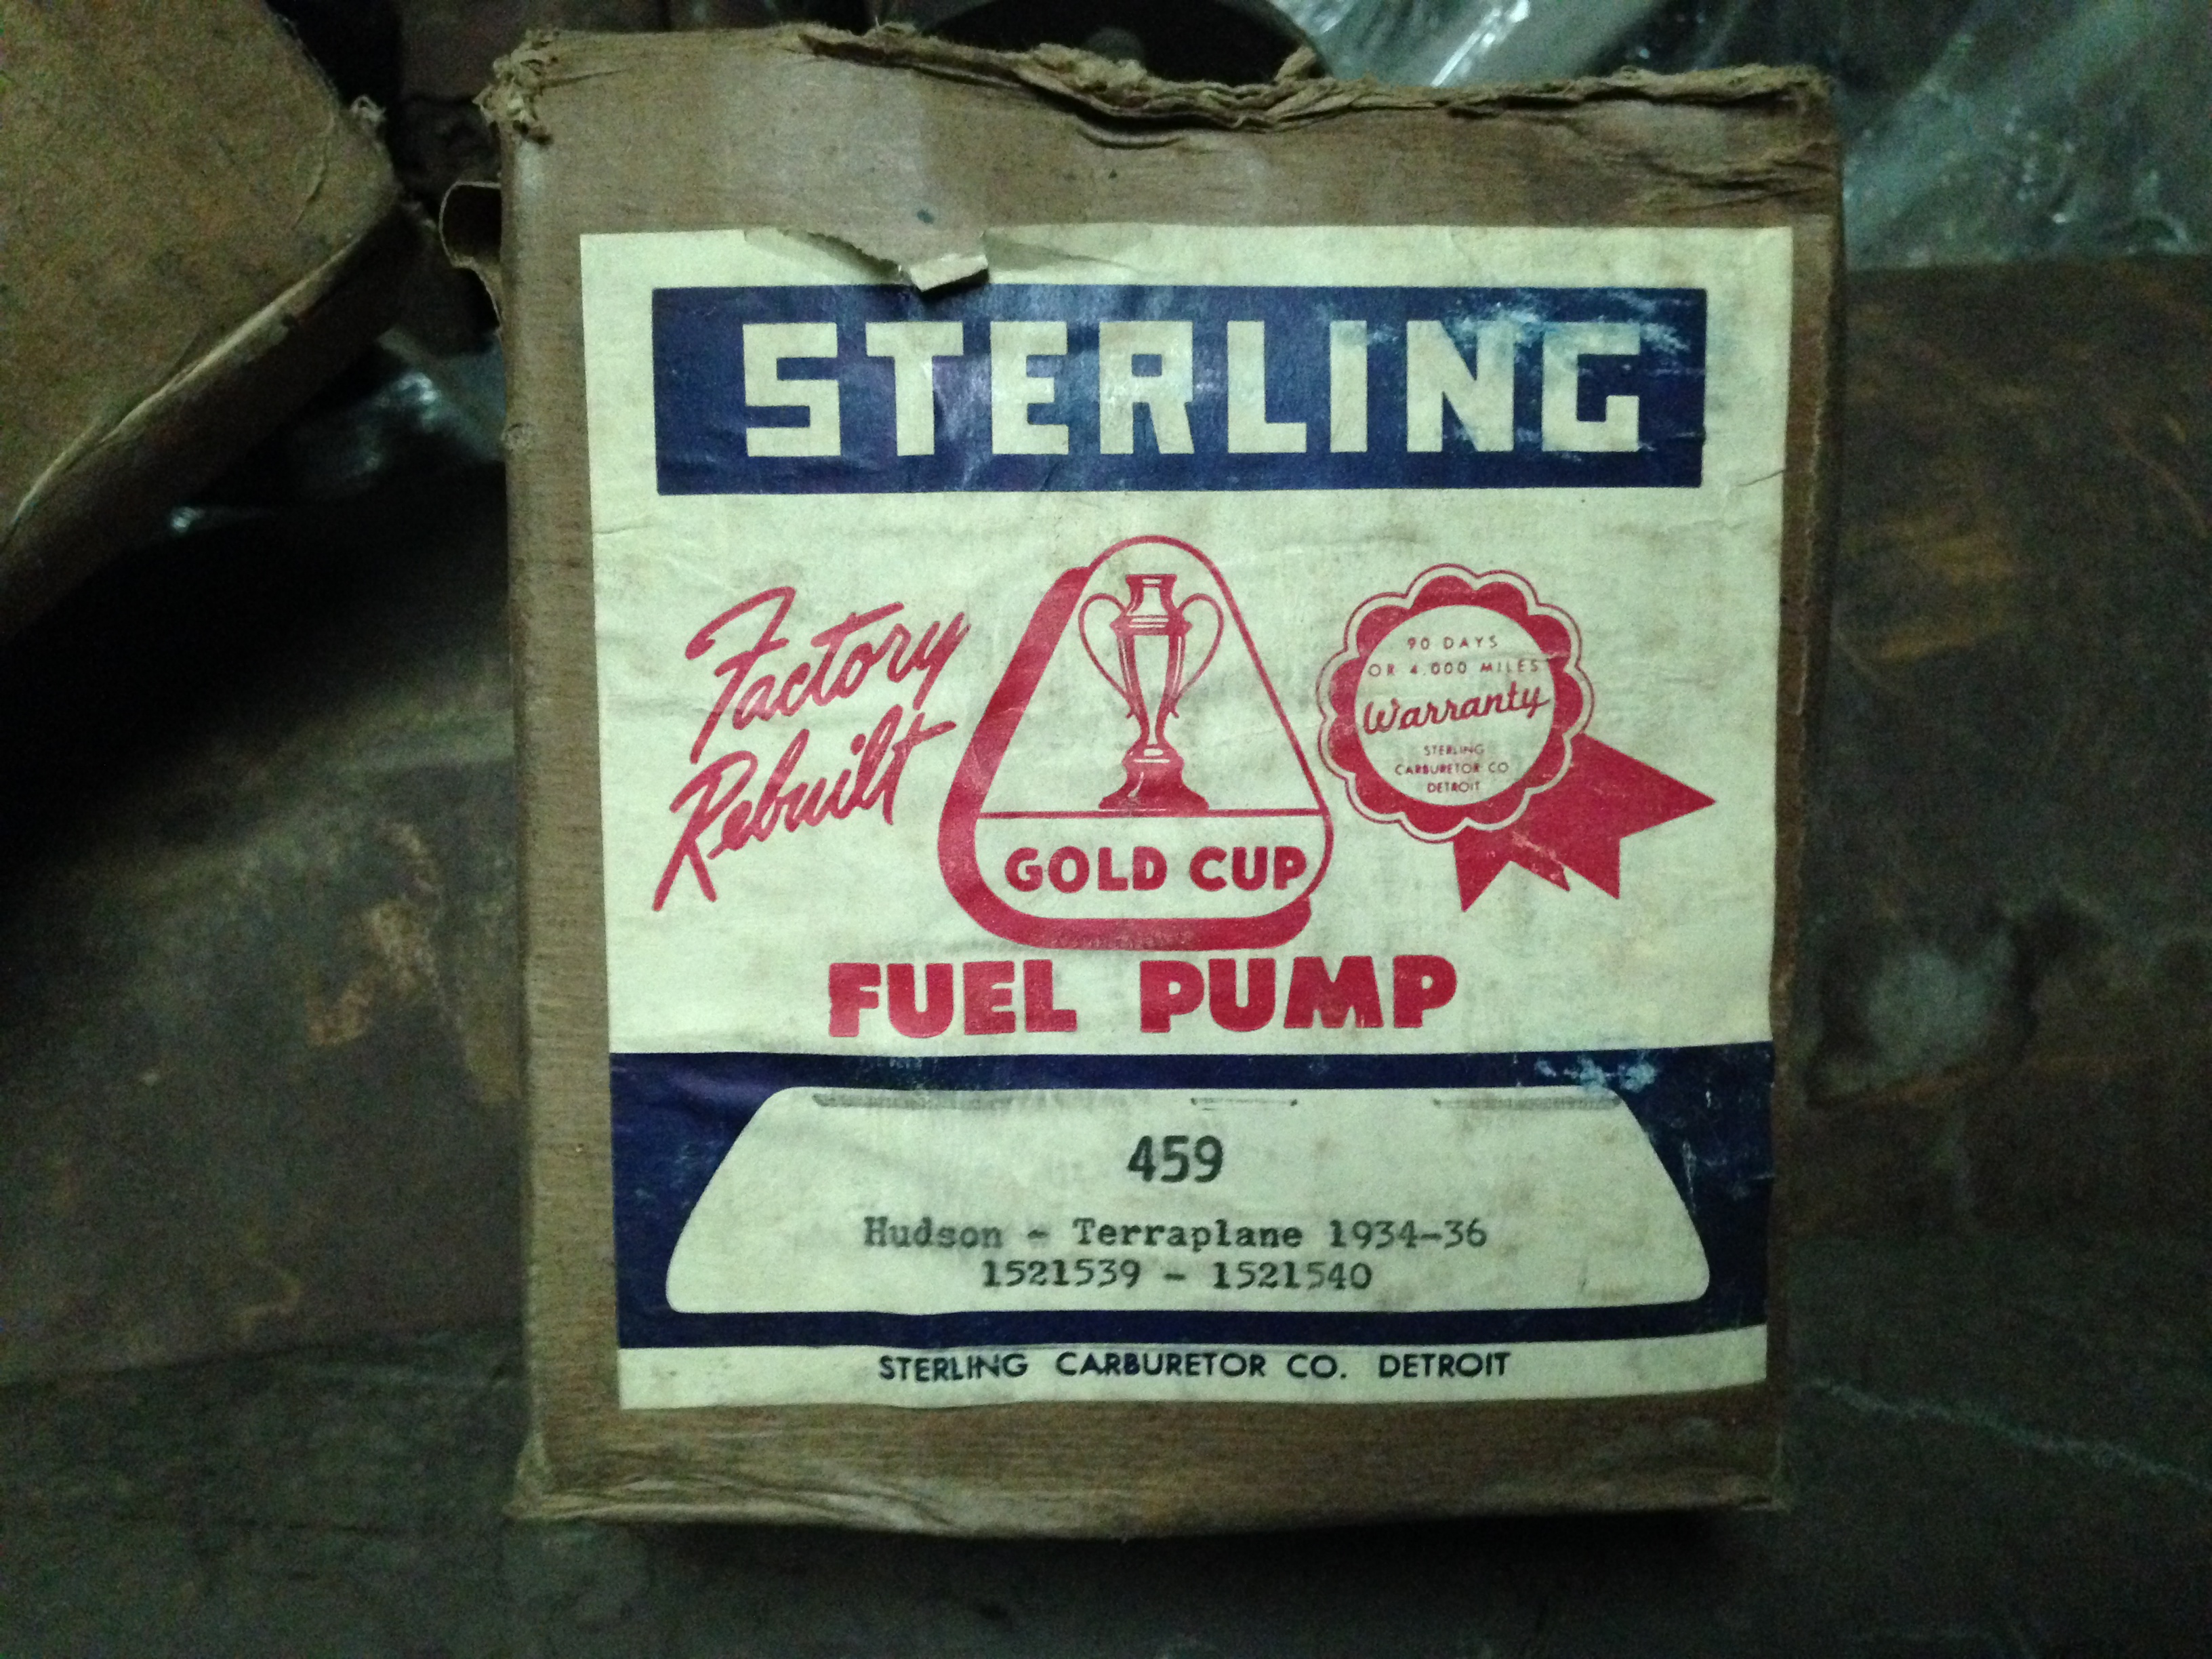 STERLING
Factory
Rebuilt
GOLD CUP
90 DAYS
OR 4.000 MILES
Warranty
STERLING
CARBURETOR CO
DETROIT
FUEL PUMP
459
Hudson - Terraplane 1934-36
1521539 - 1521540
STERLING CARBURETOR CO. DETROIT